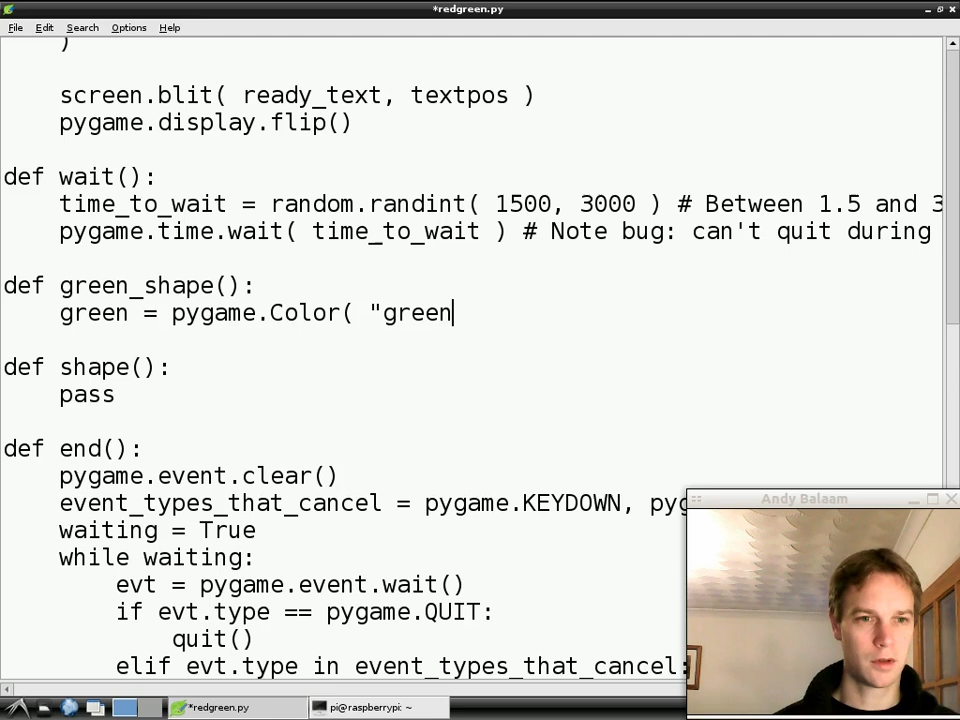 *redgreen.py
File Edit Search Options Help
)
screen.blit( ready_text, textpos )
pygame.display.flip()
def wait():
time_to_wait = random.randint( 1500, 3000 ) # Between 1.5 and 3
pygame.time.wait( time_to_wait ) # Note bug: can't quit during
def green_shape():
green = pygame.Color( "green
def shape():
pass
def end():
pygame.event.clear()
event_types_that_cancel = pygame.KEYDOWN, pyg
waiting = True
while waiting:
evt = pygame.event.wait()
if evt.type == pygame.QUIT:
quit()
elif evt.type in event_types_that_cancel:
Andy Balaam
*redgreen.py
pi@raspberrypi: ~